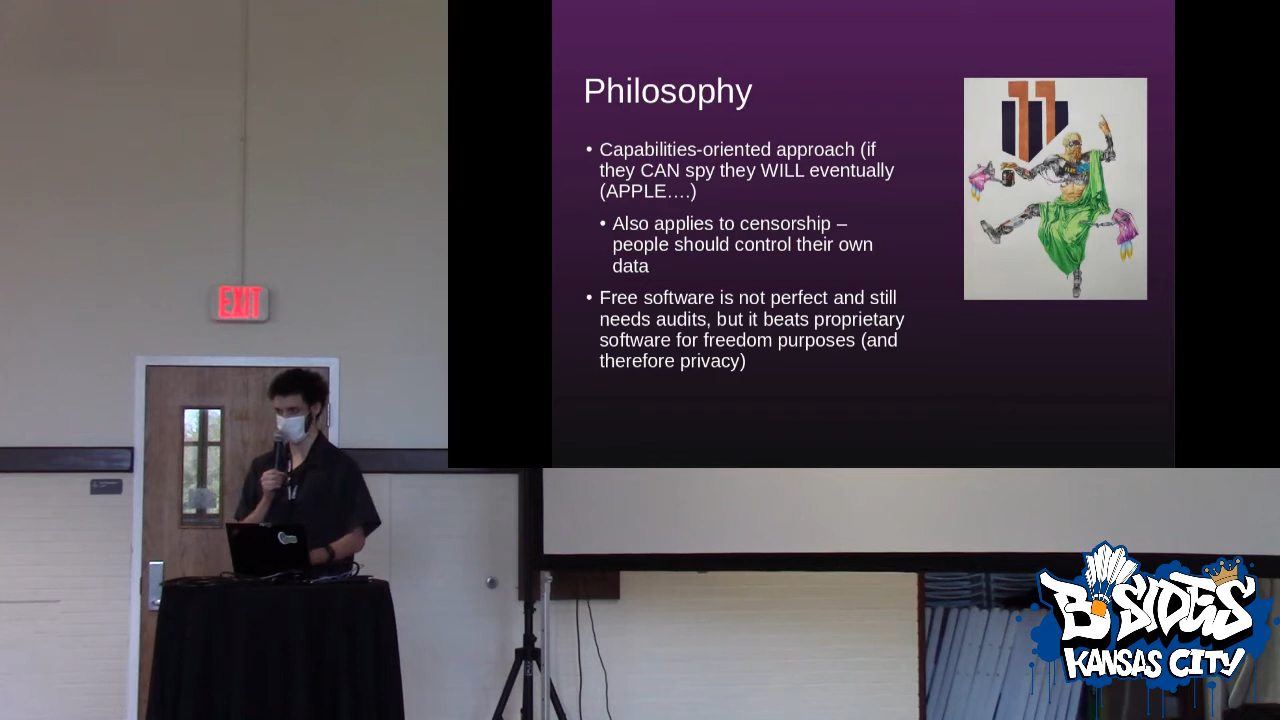 Philosophy
• Capabilities-oriented approach (if
they CAN spy they WILL eventually
(APPLE….)
• Also applies to censorship –
people should control their own
data
• Free software is not perfect and still
needs audits, but it beats proprietary
software for freedom purposes (and
therefore privacy)
EXIT
BSIDES
KANSAS CITY